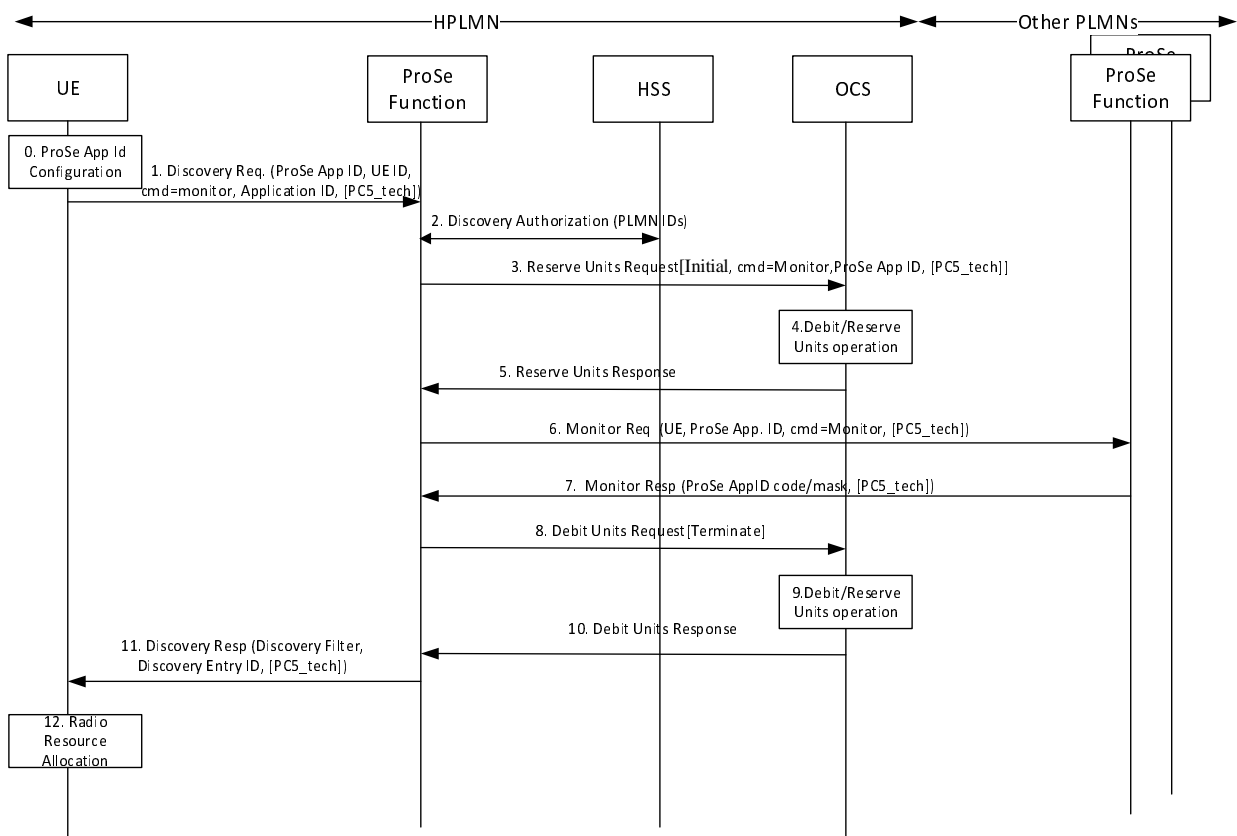 HPLMN
Other PLMNs
UE
ProSe
Function
HSS
OCS
ProSe
ProSe
Function
0. ProSe App Id
Configuration
1. Discovery Req. (ProSe App ID, UE ID,
cmd=monitor, Application ID, [PC5_tech])
2. Discovery Authorization (PLMN IDs)
3. Reserve Units Request[Initial, cmd=Monitor,ProSe App ID, [PC5_tech]]
4.Debit/Reserve
Units operation
5. Reserve Units Response
6. Monitor Req (UE, ProSe App. ID, cmd=Monitor, [PC5_tech])
7. Monitor Resp (ProSe AppID code/mask, [PC5_tech])
8. Debit Units Request[Terminate]
9.Debit/Reserve
Units operation
10. Debit Units Response
11. Discovery Resp (Discovery Filter,
Discovery Entry ID, [PC5_tech])
12. Radio
Resource
Allocation